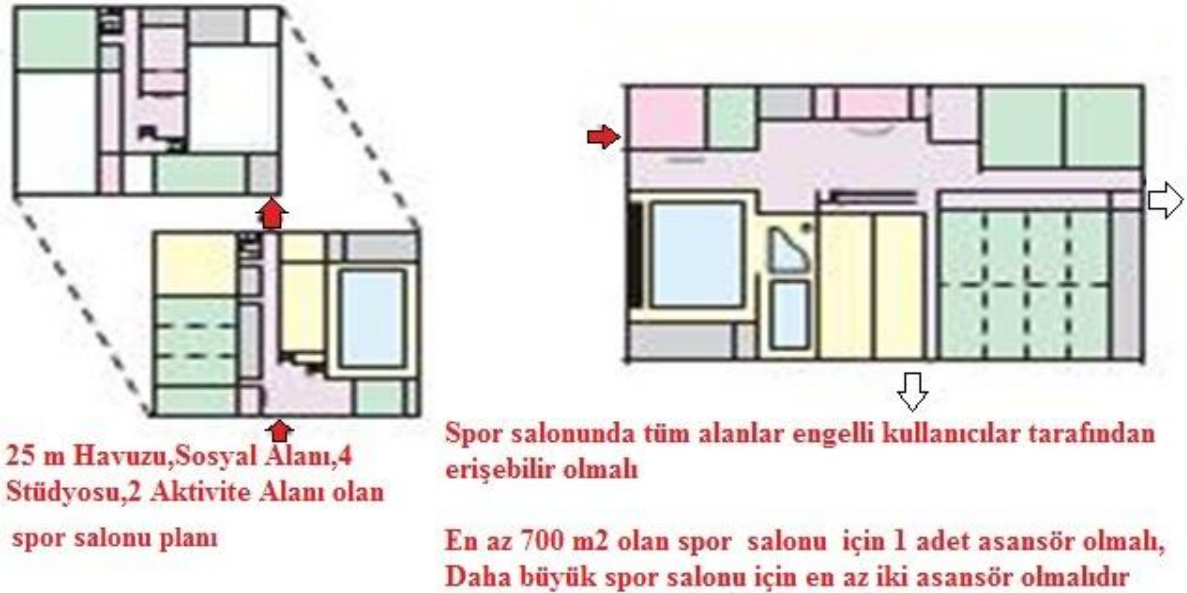 25 m Havuzu,Sosyal Alanı,4
Stüdyosu,2 Aktivite Alanı olan
spor salonu planı
Spor salonunda tüm alanlar engelli kullanıcılar tarafından
erişebilir olmalı
En az 700 m2 olan spor salonu için 1 adet asansör olmalı,
Daha büyük spor salonu için en az iki asansör olmalıdır